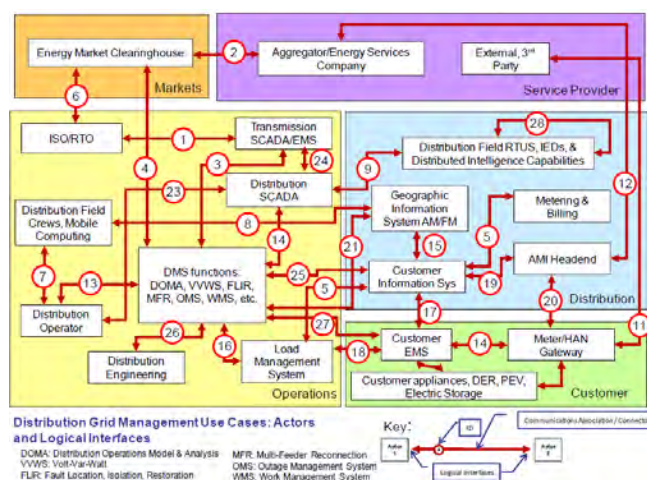 Energy Market Clearinghouse
2
Aggregator/Energy Services
Company
External, 3rd
Party
Markets
Service Provider
6
ISO/RTO
1
Transmission
SCADA/EMS
28
Distribution Field RTUS, IEDs, &
Distributed Intelligence Capabilities
3
24
9
12
4
23
Distribution
SCADA
Geographic
Information
System AM/FM
Metering &
Billing
Distribution Field
Crews, Mobile
Computing
8
14
21
15
5
7
13
DMS functions:
DOMA, VVWS, FLIR,
MFR, OMS, WMS, etc.
25
5
Customer
Information Sys
19
AMI Headend
Distribution
Operator
27
17
20
Distribution
11
26
16
Distribution
Engineering
Load
Management
System
18
Customer
EMS
14
Meter/HAN
Gateway
Customer appliances, DER, PEV,
Electric Storage
Operations
Customer
Distribution Grid Management Use Cases: Actors
and Logical Interfaces
DOMA: Distribution Operations Model & Analysis
VVWS: Volt-Var-Watt
FLIR: Fault Location, Isolation, Restoration
MFR: Multi-Feeder Reconnection
OMS: Outage Management System
WMS: Work Management System
Key:
ID
Communications Association / Connection
Actor
1
Actor
2
Logical Interfaces